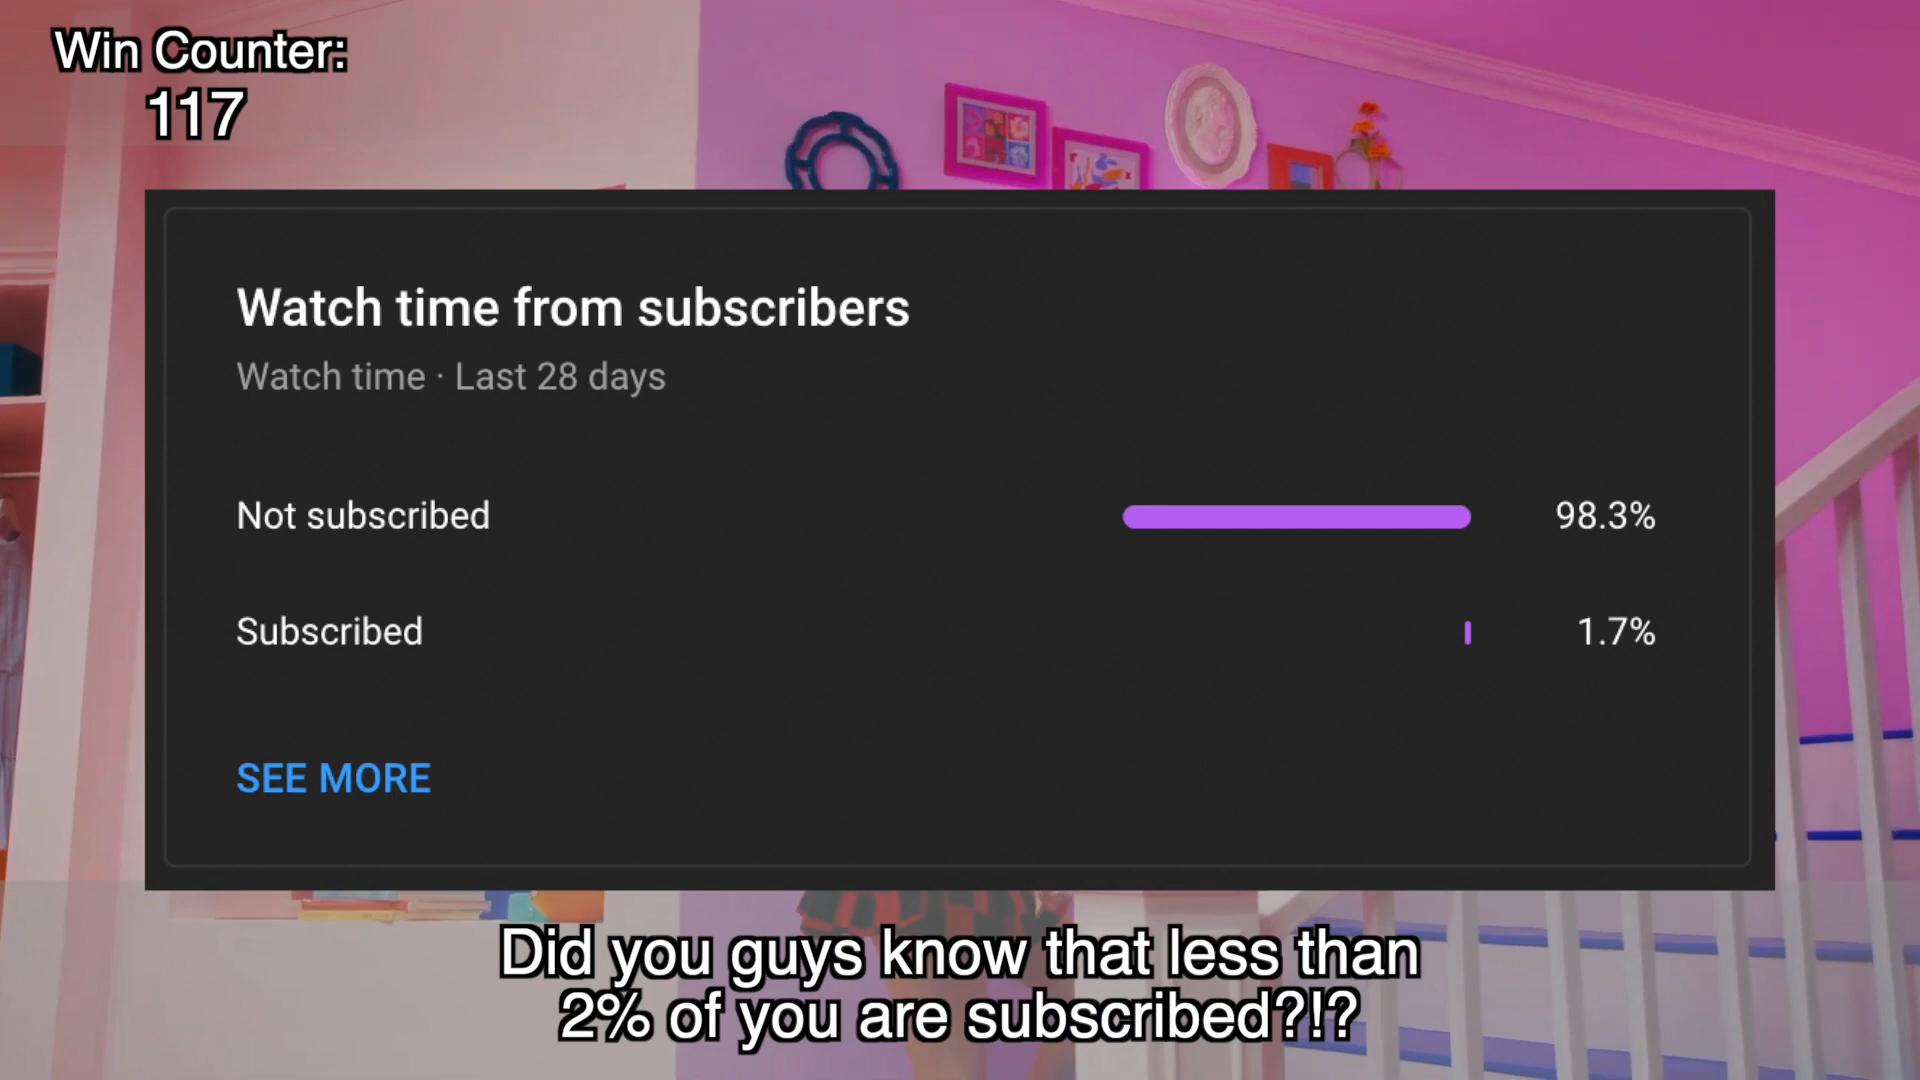 Win Counter:
117
Watch time from subscribers
Watch time · Last 28 days
Not subscribed 98.3%
Subscribed 1.7%
SEE MORE
Did you guys know that less than
2% of you are subscribed?!?